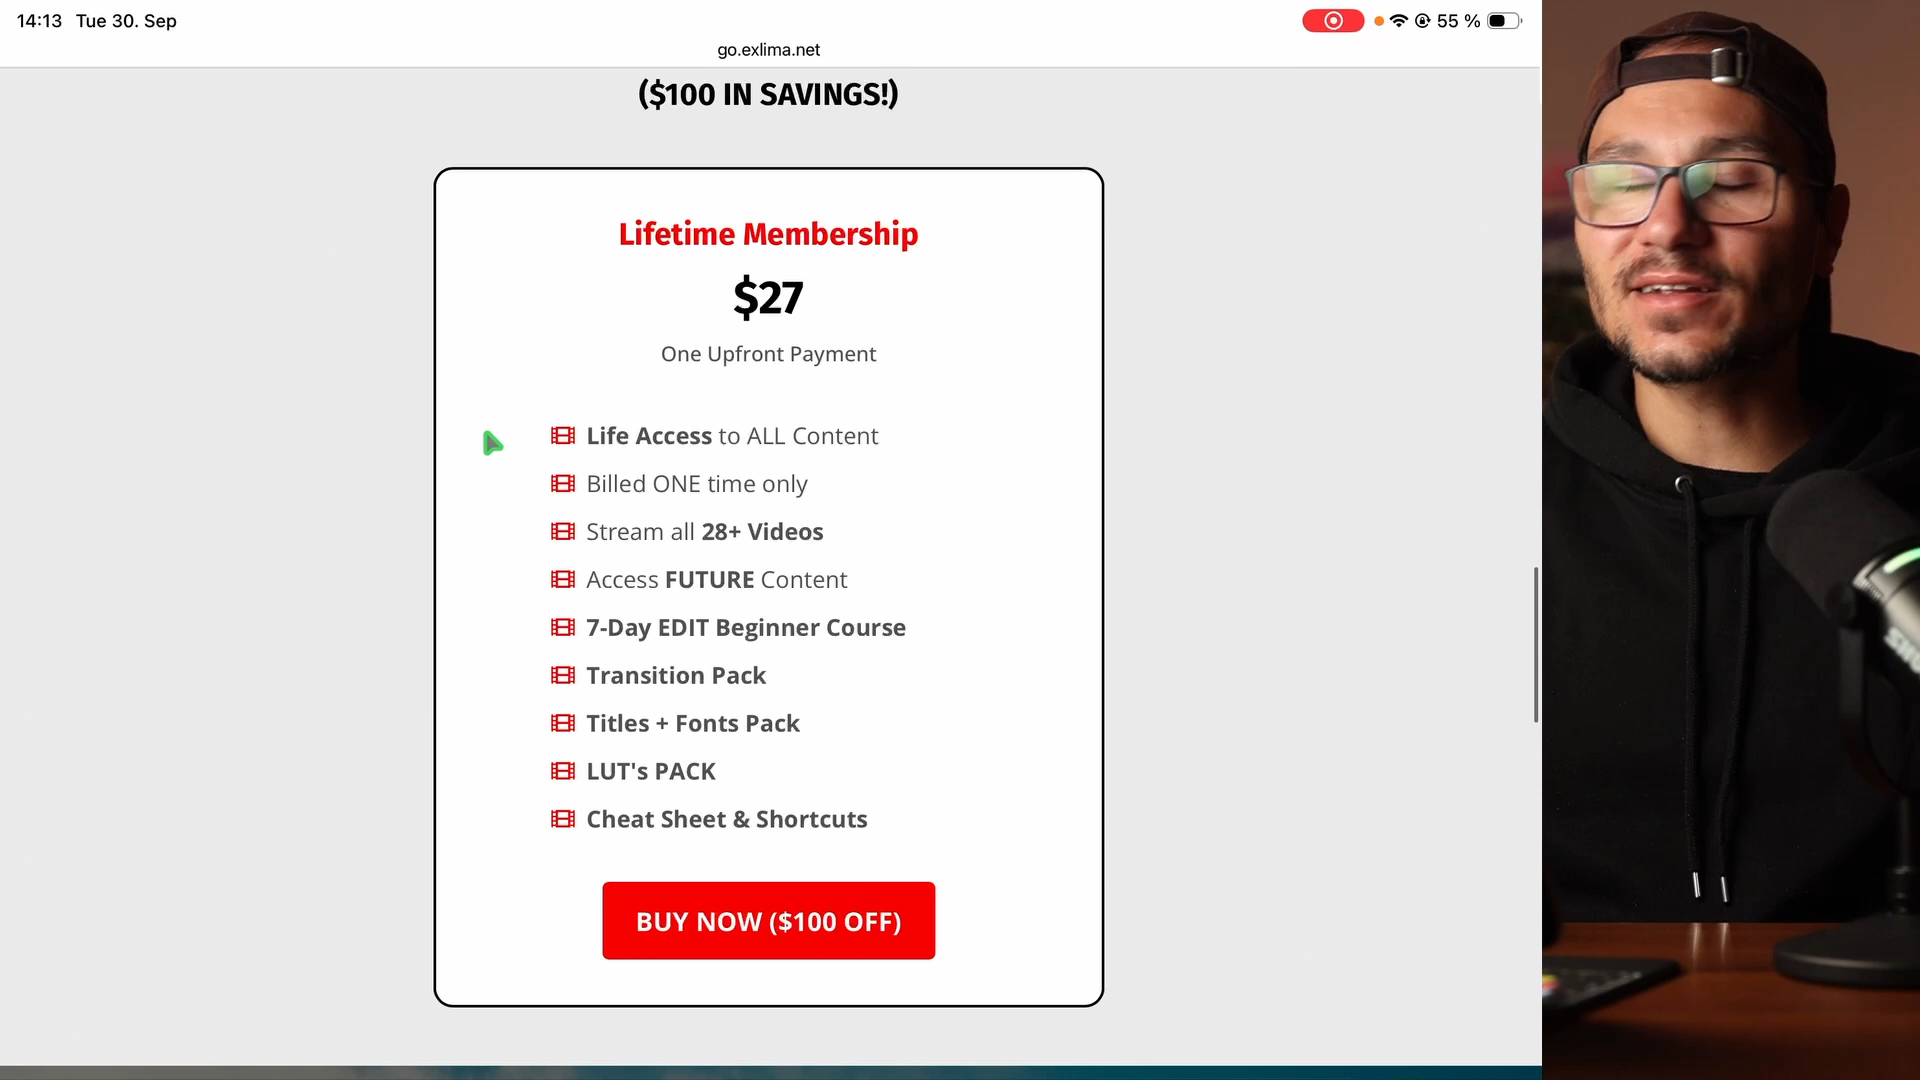 14:13 Tue 30. Sep
55 %
go.exlima.net
($100 IN SAVINGS!)
Lifetime Membership
$27
One Upfront Payment
Life Access to ALL Content
Billed ONE time only
Stream all 28+ Videos
Access FUTURE Content
7-Day EDIT Beginner Course
Transition Pack
Titles + Fonts Pack
LUT's PACK
Cheat Sheet & Shortcuts
BUY NOW ($100 OFF)